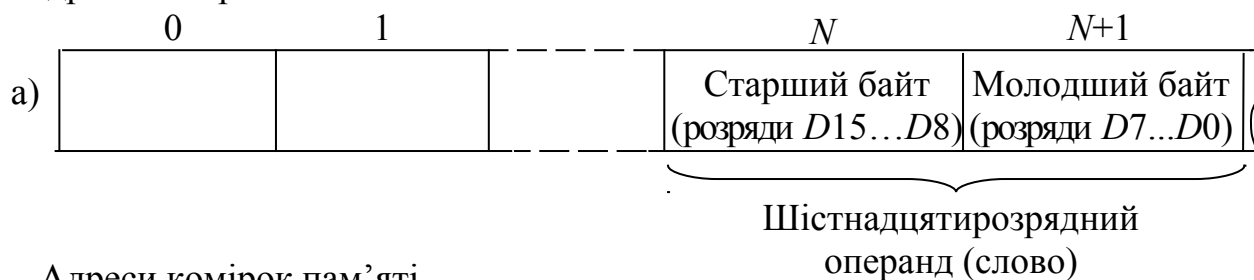 0 1 N N+1
а) Старший байт Молодший байт
(розряди D15…D8) (розряди D7...D0) (
Шістнадцятирозрядний
операнд (слово)
Адреси комірок пам’яті